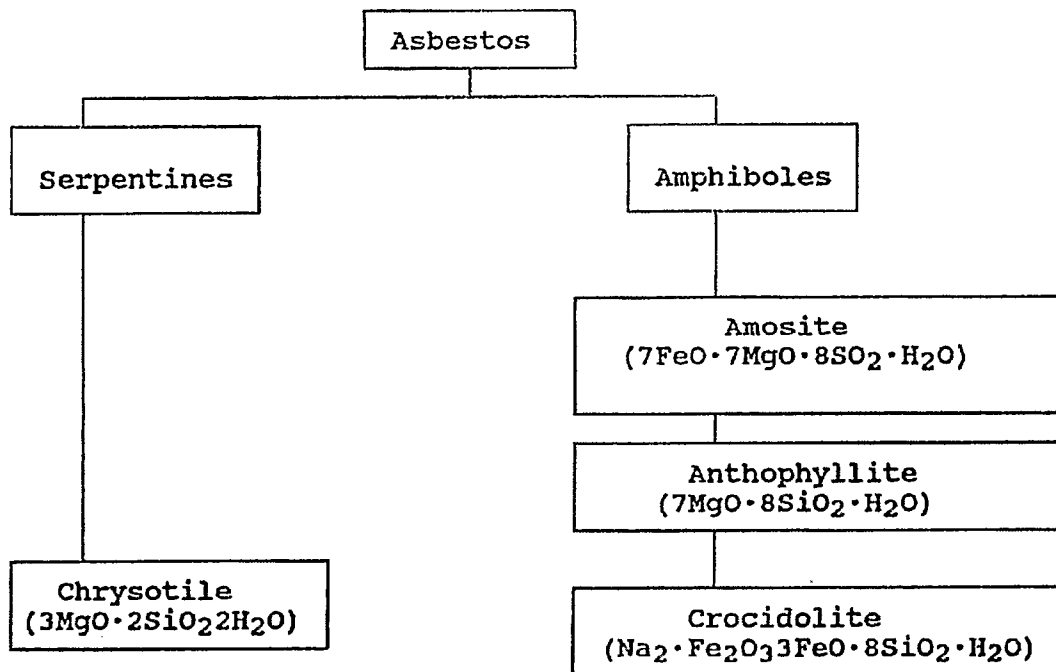 Asbestos
Serpentines
Amphiboles
Amosite
(7FeO·7MgO·8SO₂·H₂O)
Anthophyllite
(7MgO·8SiO₂·H₂O)
Chrysotile
(3MgO·2SiO₂2H₂O)
Crocidolite
(Na₂·Fe₂O₃3FeO·8SiO₂·H₂O)